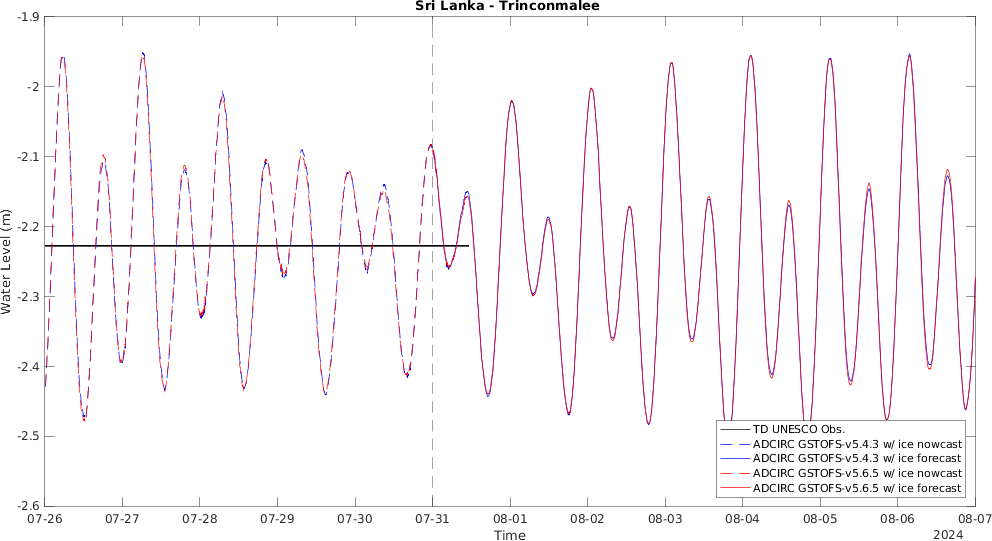 Sri Lanka - Trinconmalee
-1.9
-2
-2.1
-2.2
-2.3
-2.4
-2.5
-2.6
Water Level (m)
TD UNESCO Obs.
ADCIRC GSTOFS-v5.4.3 w/ ice nowcast
ADCIRC GSTOFS-v5.4.3 w/ ice forecast
ADCIRC GSTOFS-v5.6.5 w/ ice nowcast
ADCIRC GSTOFS-v5.6.5 w/ ice forecast
07-26 07-27 07-28 07-29 07-30 07-31 08-01 08-02 08-03 08-04 08-05 08-06 08-07
Time
2024